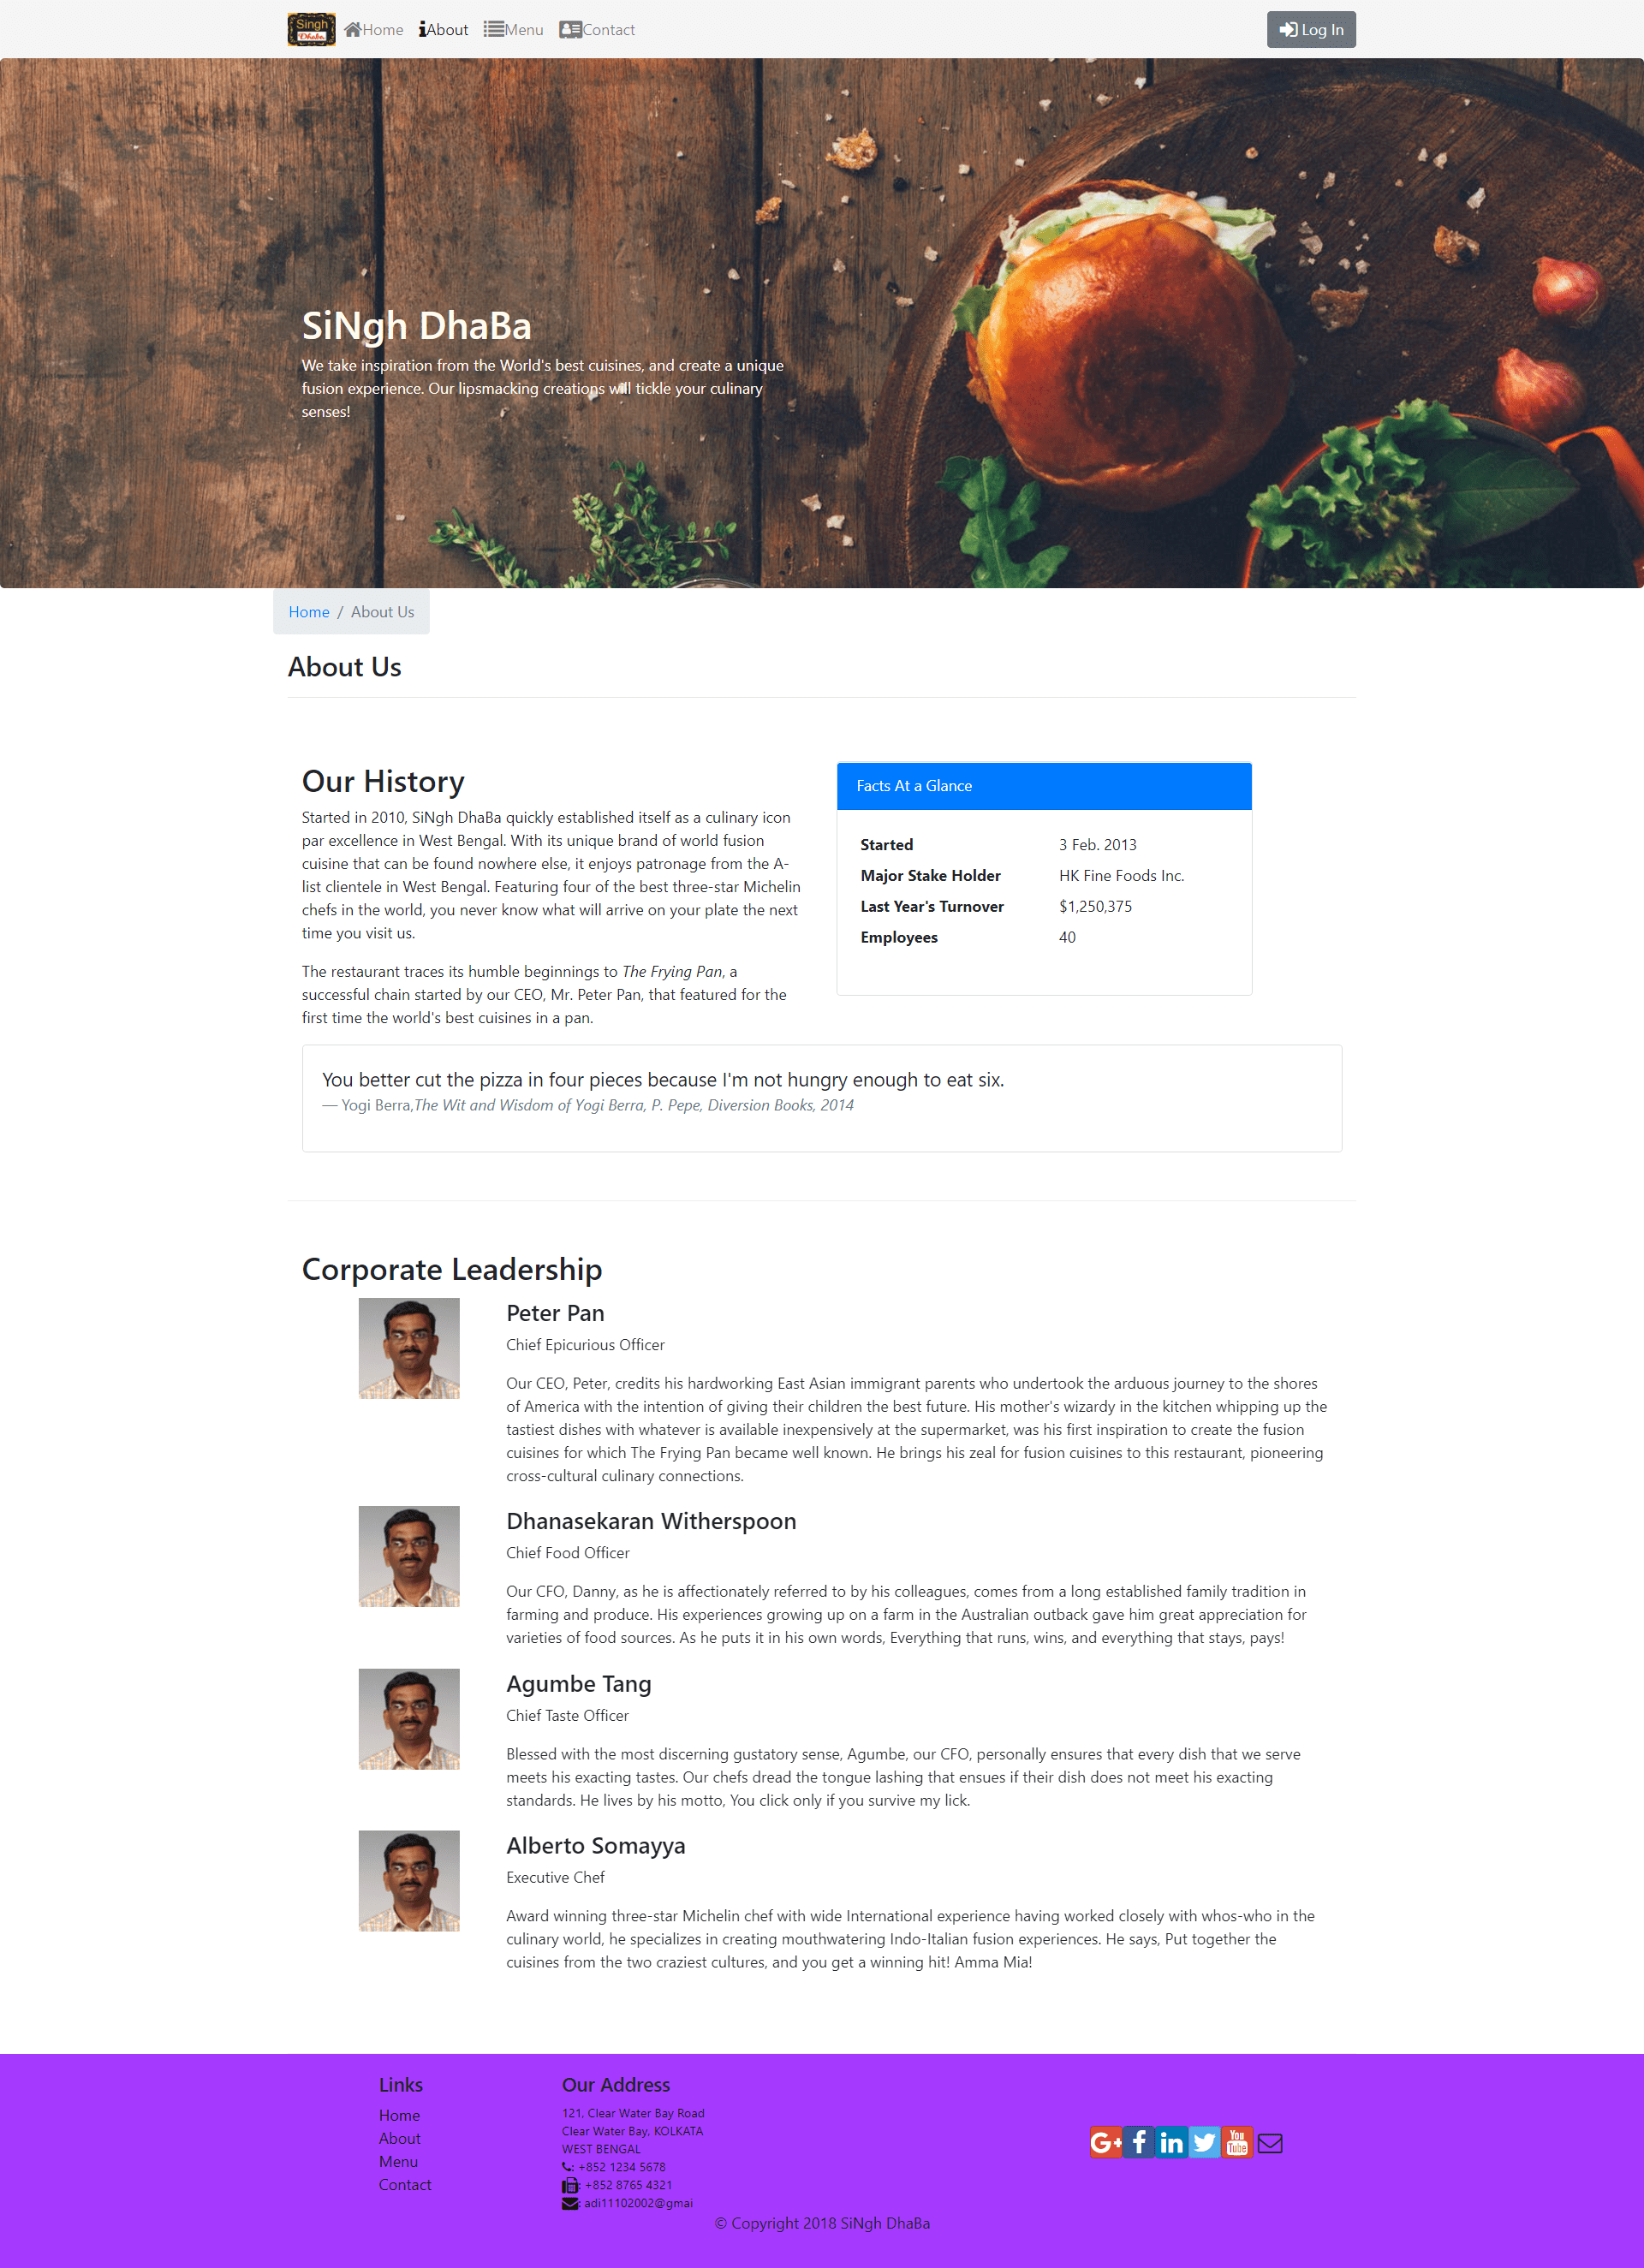 Singh
Dhaba
Home
About
Menu
Contact
Log In
SiNgh DhaBa
We take inspiration from the World's best cuisines, and create a unique
fusion experience. Our lipsmacking creations will tickle your culinary
senses!
Home / About Us
About Us
Our History
Started in 2010, SiNgh DhaBa quickly established itself as a culinary icon
par excellence in West Bengal. With its unique brand of world fusion
cuisine that can be found nowhere else, it enjoys patronage from the A-
list clientele in West Bengal. Featuring four of the best three-star Michelin
chefs in the world, you never know what will arrive on your plate the next
time you visit us.
The restaurant traces its humble beginnings to The Frying Pan, a
successful chain started by our CEO, Mr. Peter Pan, that featured for the
first time the world's best cuisines in a pan.
Facts At a Glance
Started 3 Feb. 2013
Major Stake Holder HK Fine Foods Inc.
Last Year's Turnover $1,250,375
Employees 40
You better cut the pizza in four pieces because I'm not hungry enough to eat six.
— Yogi Berra,The Wit and Wisdom of Yogi Berra, P. Pepe, Diversion Books, 2014
Corporate Leadership
Peter Pan
Chief Epicurious Officer
Our CEO, Peter, credits his hardworking East Asian immigrant parents who undertook the arduous journey to the shores
of America with the intention of giving their children the best future. His mother's wizardy in the kitchen whipping up the
tastiest dishes with whatever is available inexpensively at the supermarket, was his first inspiration to create the fusion
cuisines for which The Frying Pan became well known. He brings his zeal for fusion cuisines to this restaurant, pioneering
cross-cultural culinary connections.
Dhanasekaran Witherspoon
Chief Food Officer
Our CFO, Danny, as he is affectionately referred to by his colleagues, comes from a long established family tradition in
farming and produce. His experiences growing up on a farm in the Australian outback gave him great appreciation for
varieties of food sources. As he puts it in his own words, Everything that runs, wins, and everything that stays, pays!
Agumbe Tang
Chief Taste Officer
Blessed with the most discerning gustatory sense, Agumbe, our CFO, personally ensures that every dish that we serve
meets his exacting tastes. Our chefs dread the tongue lashing that ensues if their dish does not meet his exacting
standards. He lives by his motto, You click only if you survive my lick.
Alberto Somayya
Executive Chef
Award winning three-star Michelin chef with wide International experience having worked closely with whos-who in the
culinary world, he specializes in creating mouthwatering Indo-Italian fusion experiences. He says, Put together the
cuisines from the two craziest cultures, and you get a winning hit! Amma Mia!
Links
Home
About
Menu
Contact
Our Address
121, Clear Water Bay Road
Clear Water Bay, KOLKATA
WEST BENGAL
: +852 1234 5678
: +852 8765 4321
: adi11102002@gmai
G+ f in You Tube
© Copyright 2018 SiNgh DhaBa